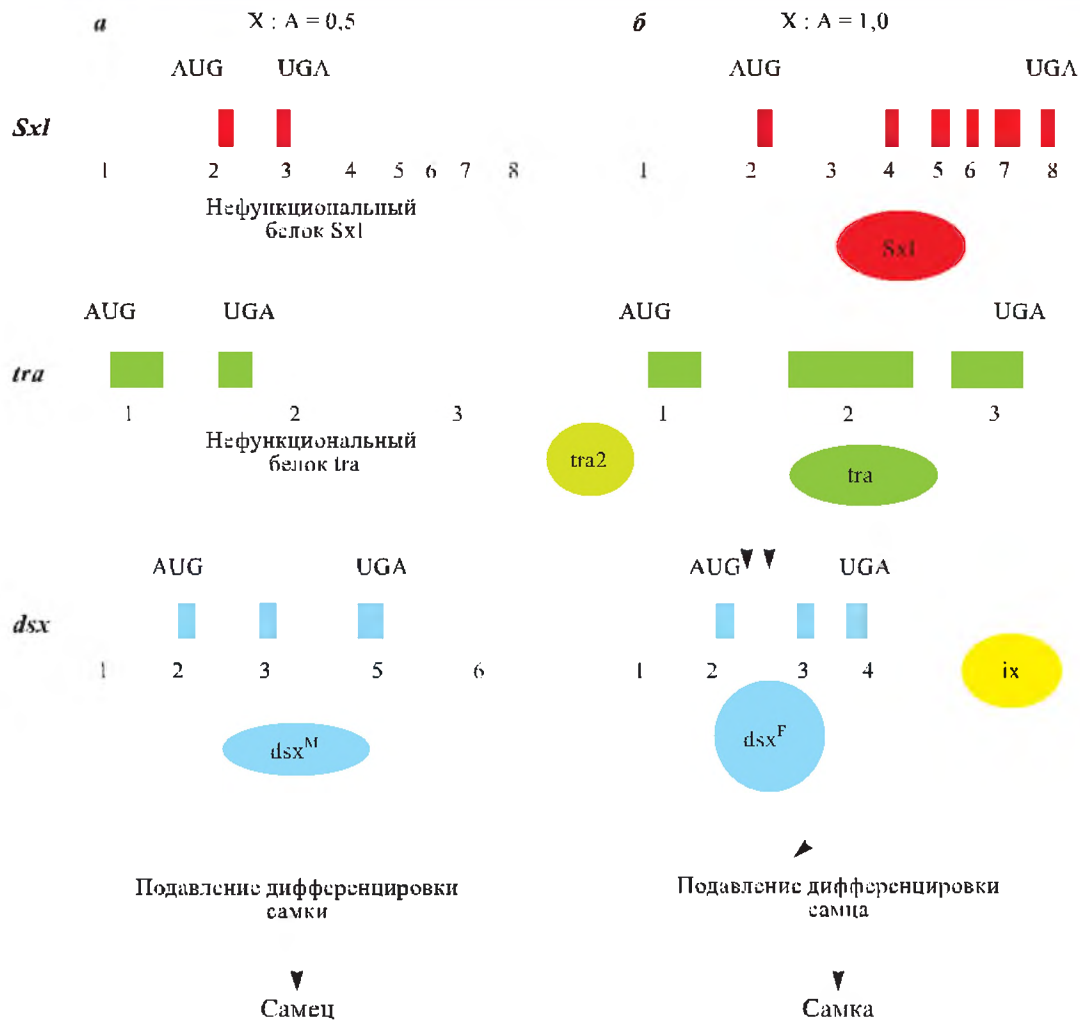 а X : A = 0,5 б X : A = 1,0
AUG UGA AUG UGA
Sxl
1 2 3 4 5 6 7 8 1 2 3 4 5 6 7 8
Нефункциональный
белок Sxl
Sxl
AUG UGA AUG UGA
tra
1 2 3 1 2 3
Нефункциональный
белок tra
tra2 tra
AUG UGA AUG UGA
dsx
1 2 3 5 6 1 2 3 4 ix
dsxM dsxF
Подавление дифференцировки
самки
Подавление дифференцировки
самца
Самец Самка